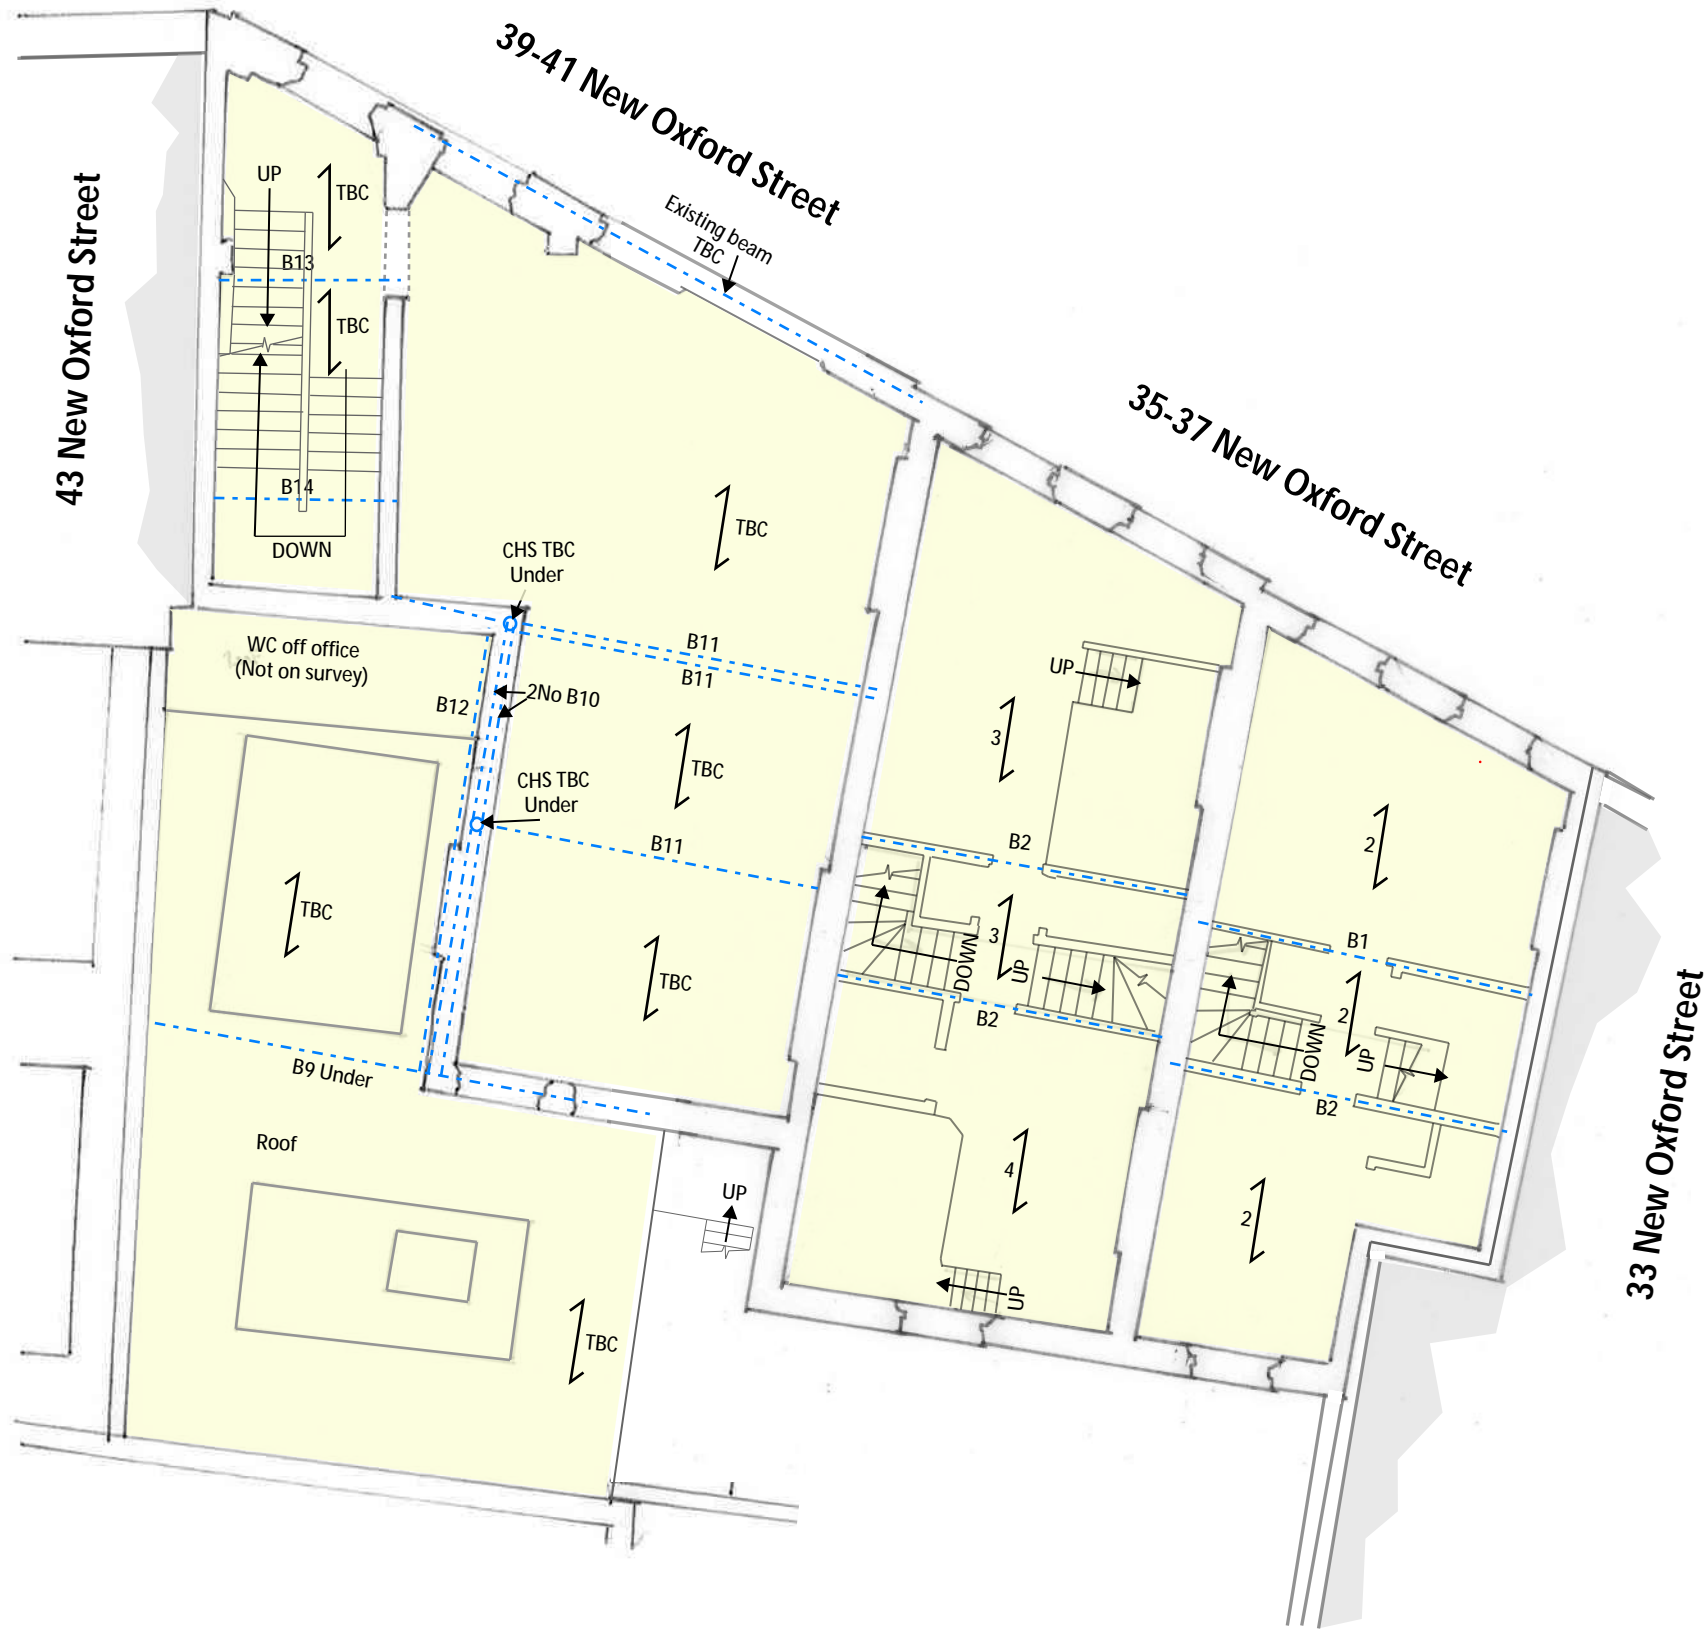 39-41 New Oxford Street
35-37 New Oxford Street
43 New Oxford Street
33 New Oxford Street
Existing beam
TBC
UP
TBC
B13
TBC
B14
DOWN
TBC
CHS TBC
Under
WC off office
(Not on survey)
B11
B11
2No B10
B12
TBC
CHS TBC
Under
B11
TBC
TBC
B9 Under
Roof
UP
TBC
UP
3
B2
3
DOWN
UP
B2
4
UP
2
B1
2
DOWN
UP
B2
2